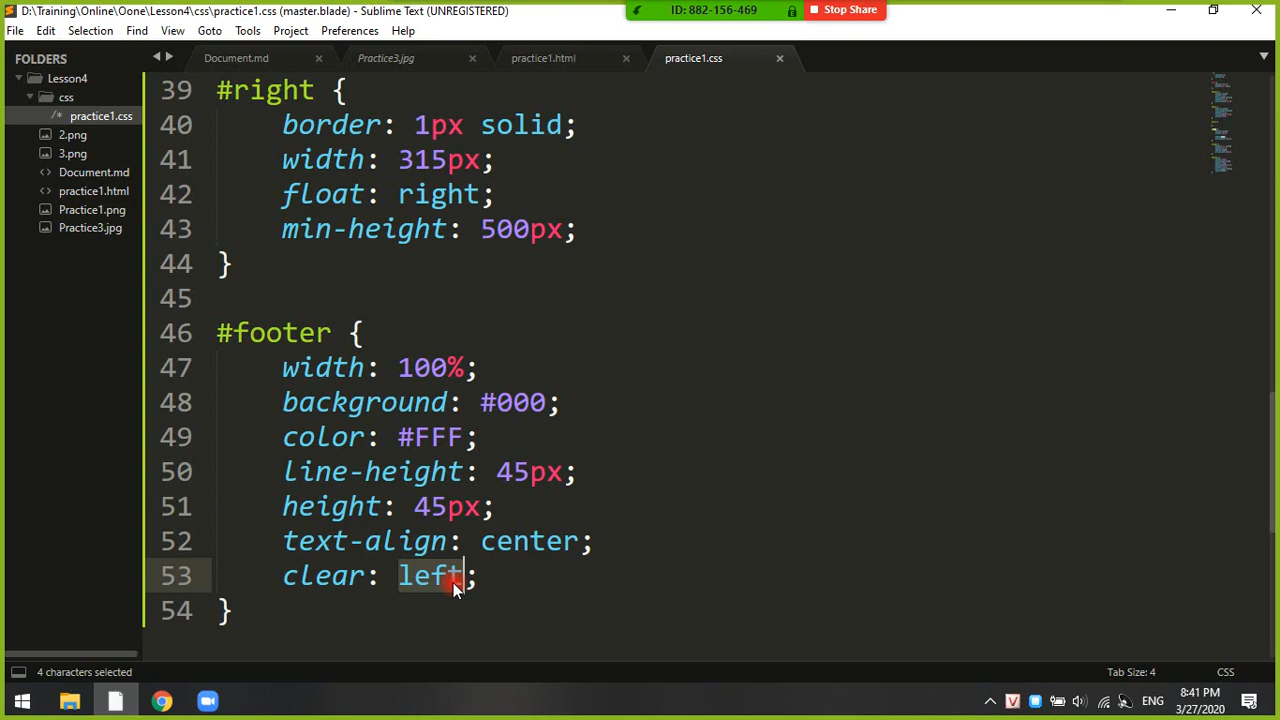 D:\Training\Online\Oone\Lesson4\css\practice1.css (master.blade) - Sublime Text (UNREGISTERED)
ID: 882-156-469
Stop Share
File Edit Selection Find View Goto Tools Project Preferences Help
FOLDERS
Lesson4
css
/* practice1.css
2.png
3.png
<> Document.md
<> practice1.html
Practice1.png
Practice3.jpg
Document.md × Practice3.jpg × practice1.html × practice1.css ×
39 #right {
40 border: 1px solid;
41 width: 315px;
42 float: right;
43 min-height: 500px;
44 }
45
46 #footer {
47 width: 100%;
48 background: #000;
49 color: #FFF;
50 line-height: 45px;
51 height: 45px;
52 text-align: center;
53 clear: left;
54 }
4 characters selected
Tab Size: 4
CSS
ENG
8:41 PM
3/27/2020